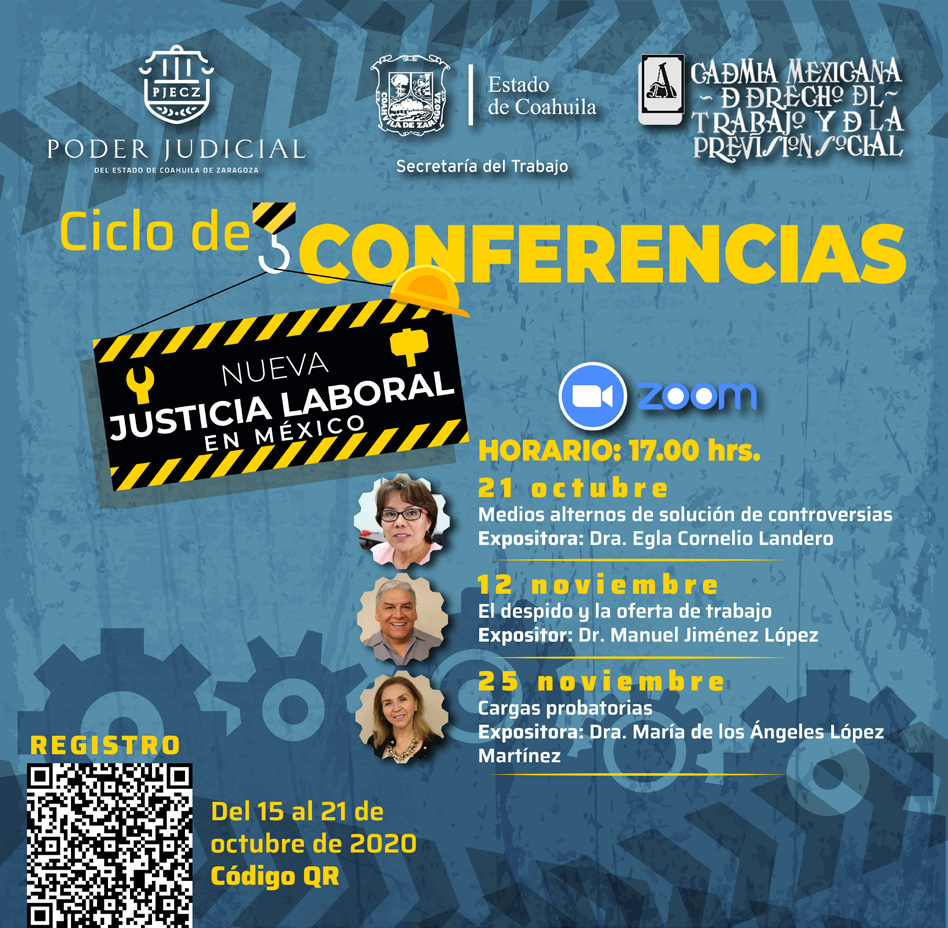 PJECZ
PODER JUDICIAL
DEL ESTADO DE COAHUILA DE ZARAGOZA
COAHUILA DE ZARAGOZA
Estado
de Coahuila
Secretaría del Trabajo
A
ACADMIA MEXICANA
D DRECHO DL
TRABAJO Y D LA
PREVISION SOCIAL
Ciclo de
CONFERENCIAS
NUEVA
JUSTICIA LABORAL
EN MÉXICO
zoom
HORARIO: 17.00 hrs.
21 octubre
Medios alternos de solución de controversias
Expositora: Dra. Egla Cornelio Landero
12 noviembre
El despido y la oferta de trabajo
Expositor: Dr. Manuel Jiménez López
25 noviembre
Cargas probatorias
Expositora: Dra. María de los Ángeles López
Martínez
REGISTRO
Del 15 al 21 de
octubre de 2020
Código QR